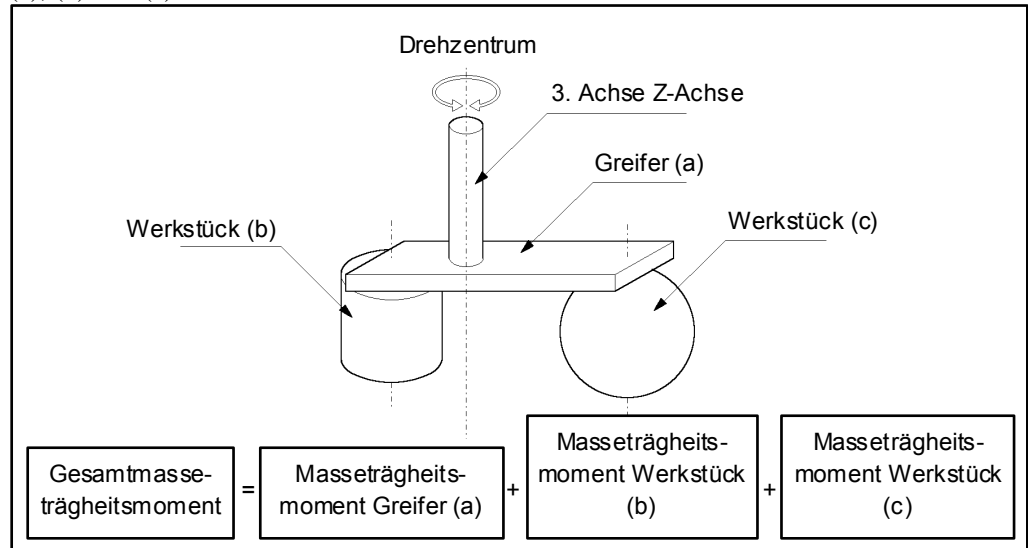 Drehzentrum
3. Achse Z-Achse
Greifer (a)
Werkstück (b)
Werkstück (c)
Gesamtmasse-
trägheitsmoment
=
Masseträgheits-
moment Greifer (a)
+
Masseträgheits-
moment Werkstück
(b)
+
Masseträgheits-
moment Werkstück
(c)